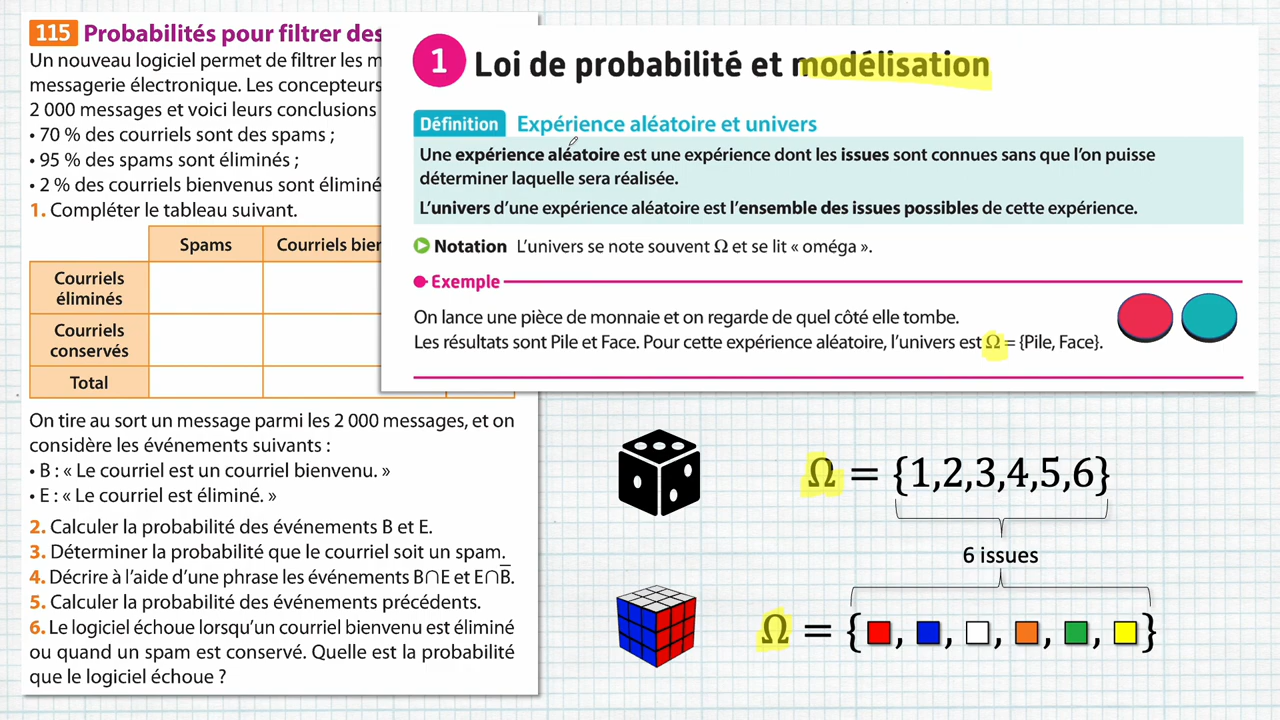 115 Probabilités pour filtrer des
Un nouveau logiciel permet de filtrer les m
messagerie électronique. Les concepteurs
2 000 messages et voici leurs conclusions
• 70 % des courriels sont des spams ;
• 95 % des spams sont éliminés ;
• 2 % des courriels bienvenus sont éliminé
1. Compléter le tableau suivant.
Spams Courriels bien
Courriels
éliminés
Courriels
conservés
Total
On tire au sort un message parmi les 2 000 messages, et on
considère les événements suivants :
• B : « Le courriel est un courriel bienvenu. »
• E : « Le courriel est éliminé. »
2. Calculer la probabilité des événements B et E.
3. Déterminer la probabilité que le courriel soit un spam.
4. Décrire à l'aide d'une phrase les événements B∩E et E∩B̅.
5. Calculer la probabilité des événements précédents.
6. Le logiciel échoue lorsqu'un courriel bienvenu est éliminé
ou quand un spam est conservé. Quelle est la probabilité
que le logiciel échoue ?
1 Loi de probabilité et modélisation
Définition Expérience aléatoire et univers
Une expérience aléatoire est une expérience dont les issues sont connues sans que l'on puisse
déterminer laquelle sera réalisée.
L'univers d'une expérience aléatoire est l'ensemble des issues possibles de cette expérience.
Notation L'univers se note souvent Ω et se lit « oméga ».
Exemple
On lance une pièce de monnaie et on regarde de quel côté elle tombe.
Les résultats sont Pile et Face. Pour cette expérience aléatoire, l'univers est Ω = {Pile, Face}.
Ω = {1,2,3,4,5,6}
6 issues
Ω = { , , , , , }